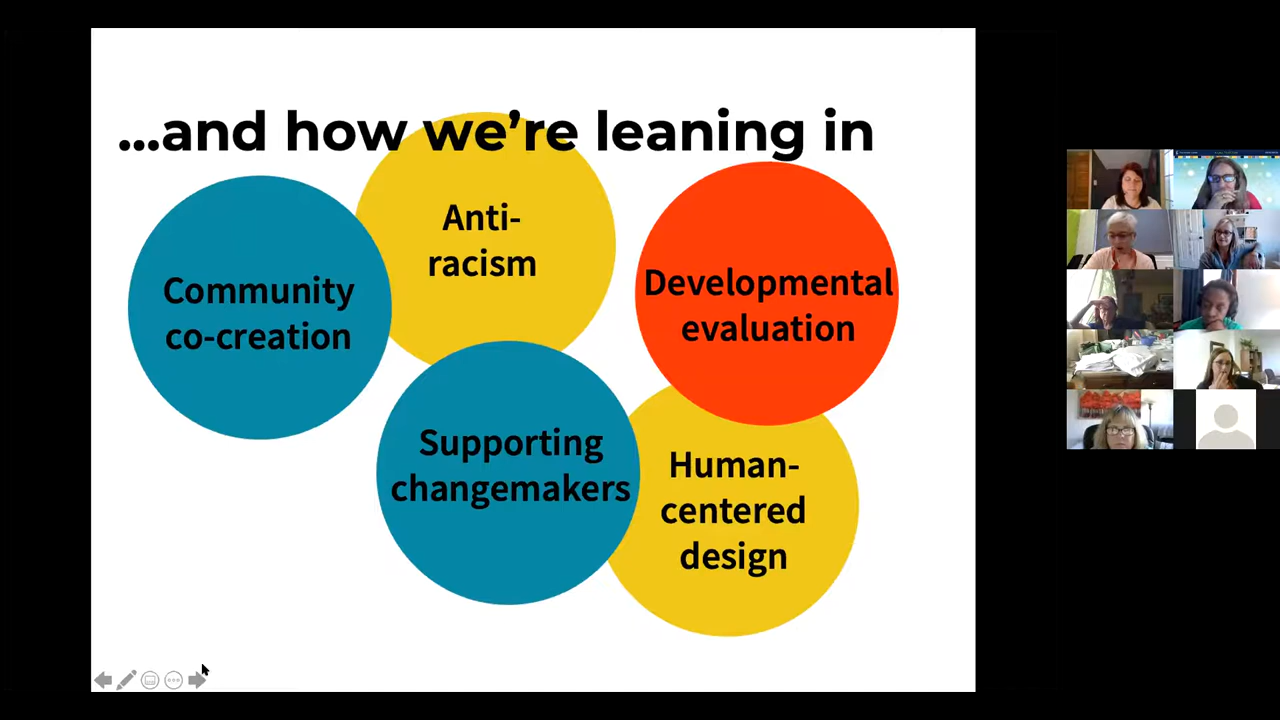 ...and how we're leaning in
Anti-
racism
Community
co-creation
Developmental
evaluation
Supporting
changemakers
Human-
centered
design